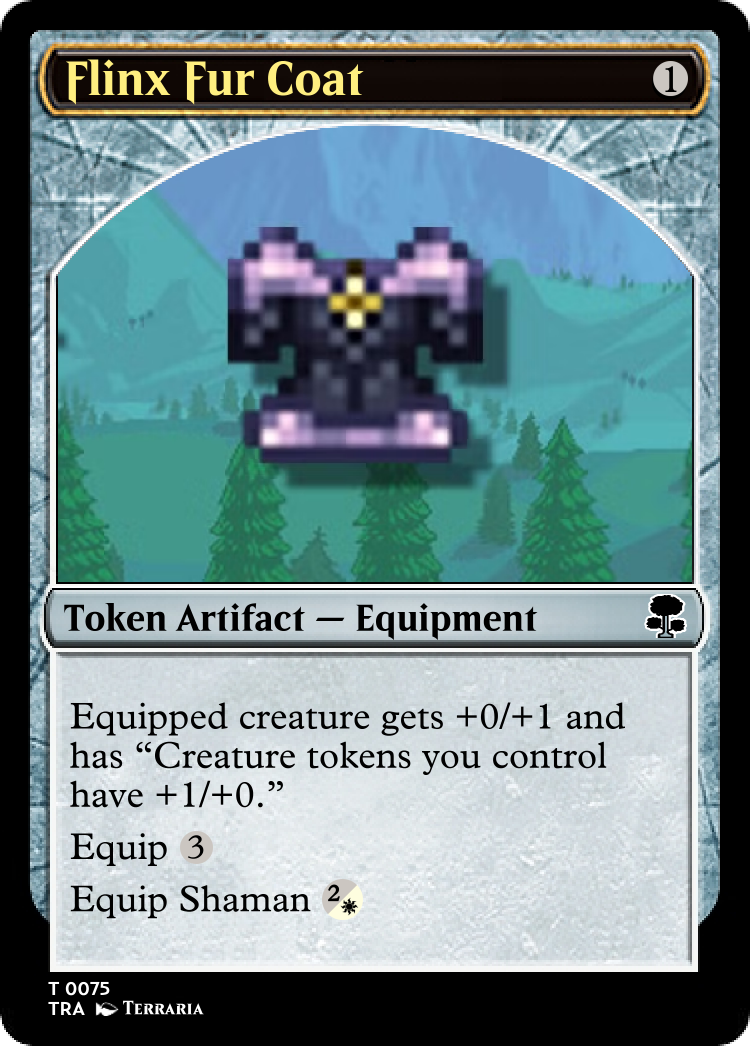 Flinx Fur Coat 1
Token Artifact — Equipment
Equipped creature gets +0/+1 and
has “Creature tokens you control
have +1/+0.”
Equip 3
Equip Shaman 2
T 0075
TRA TERRARIA